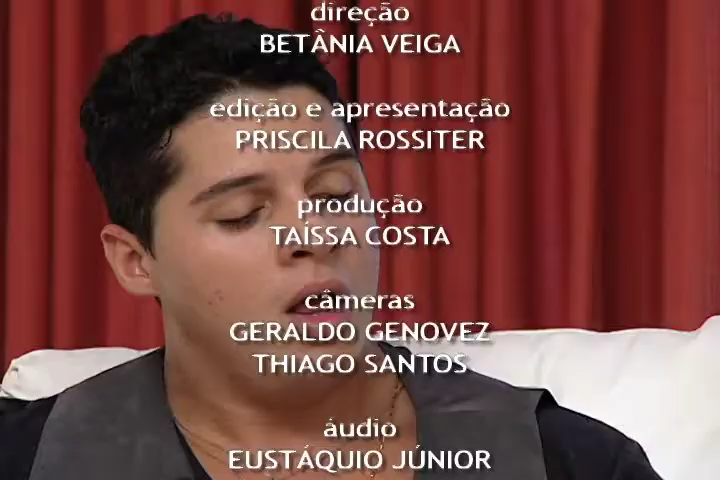 direção
BETÂNIA VEIGA
edição e apresentação
PRISCILA ROSSITER
produção
TAÍSSA COSTA
câmeras
GERALDO GENOVEZ
THIAGO SANTOS
áudio
EUSTÁQUIO JÚNIOR